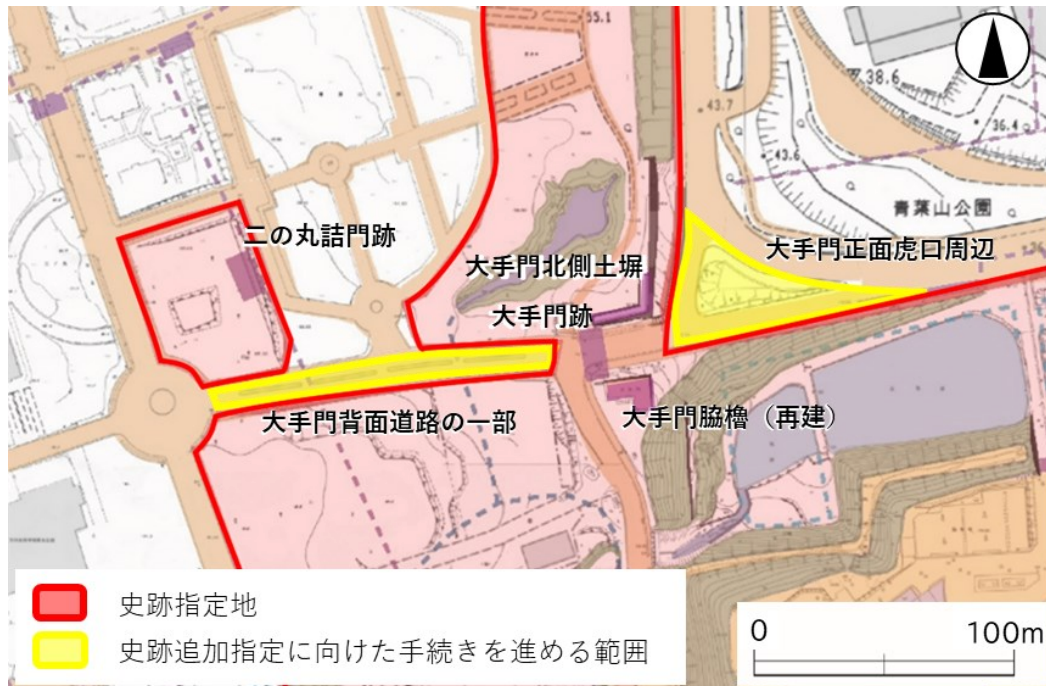 55.1
38.6
43.7
36.4
43.6
青葉山公園
二の丸詰門跡
大手門正面虎口周辺
大手門北側土塀
大手門跡
大手門背面道路の一部
大手門脇櫓（再建）
史跡指定地
史跡追加指定に向けた手続きを進める範囲
0 100m